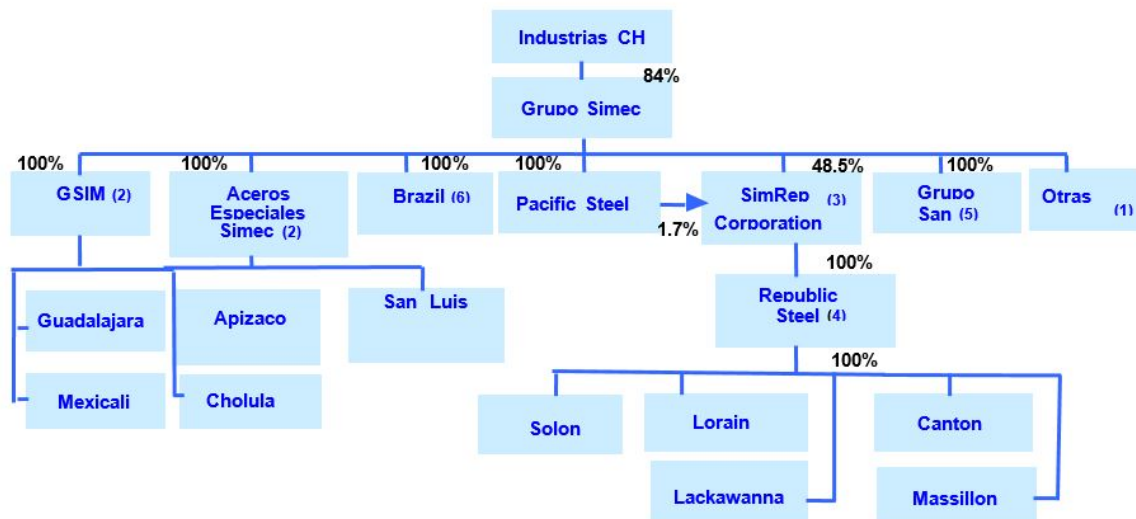 Industrias CH
84%
Grupo Simec
100%
100%
100%
100%
48.5%
100%
GSIM (2)
Aceros
Especiales
Simec (2)
Brazil (6)
Pacific Steel
1.7%
SimRep (3)
Corporation
Grupo
San (5)
Otras (1)
100%
Republic
Steel (4)
100%
Guadalajara
Apizaco
San Luis
Mexicali
Cholula
Solon
Lorain
Canton
Lackawanna
Massillon